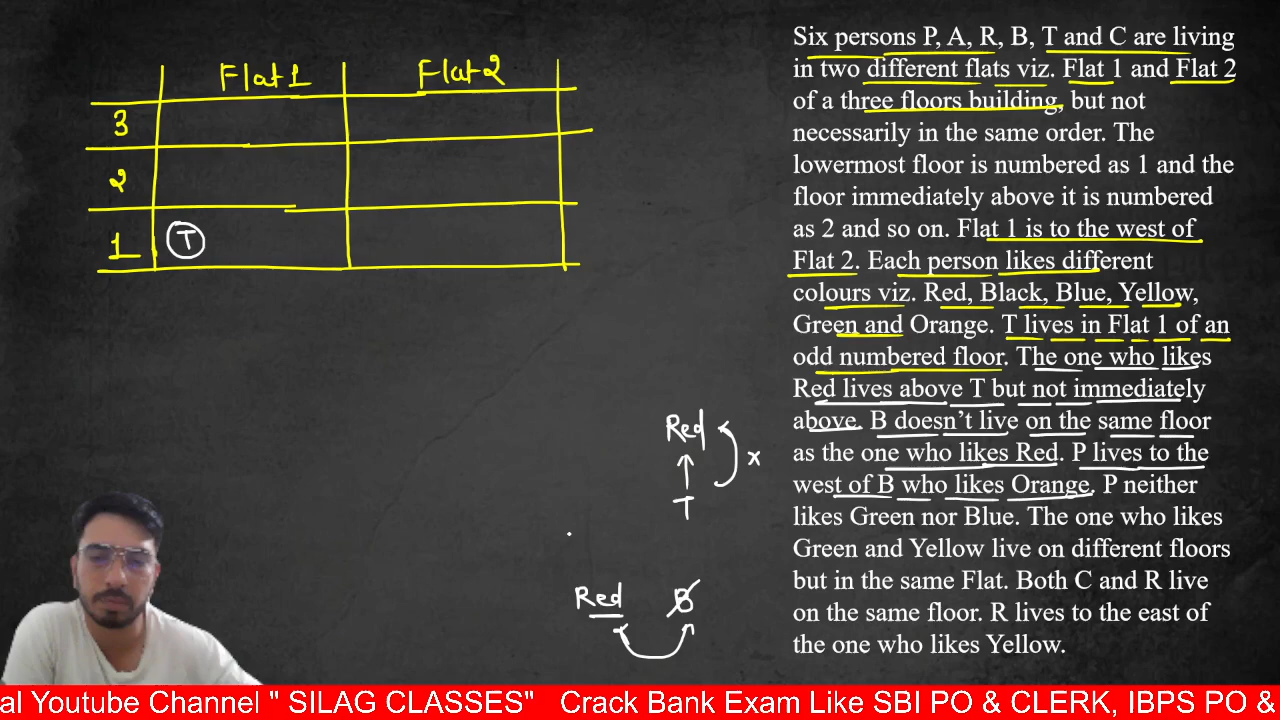 Flat 1
Flat 2
3
2
1
T
Red
x
T
Red
B
Six persons P, A, R, B, T and C are living
in two different flats viz. Flat 1 and Flat 2
of a three floors building, but not
necessarily in the same order. The
lowermost floor is numbered as 1 and the
floor immediately above it is numbered
as 2 and so on. Flat 1 is to the west of
Flat 2. Each person likes different
colours viz. Red, Black, Blue, Yellow,
Green and Orange. T lives in Flat 1 of an
odd numbered floor. The one who likes
Red lives above T but not immediately
above. B doesn't live on the same floor
as the one who likes Red. P lives to the
west of B who likes Orange. P neither
likes Green nor Blue. The one who likes
Green and Yellow live on different floors
but in the same Flat. Both C and R live
on the same floor. R lives to the east of
the one who likes Yellow.
al Youtube Channel " SILAG CLASSES" Crack Bank Exam Like SBI PO & CLERK, IBPS PO &